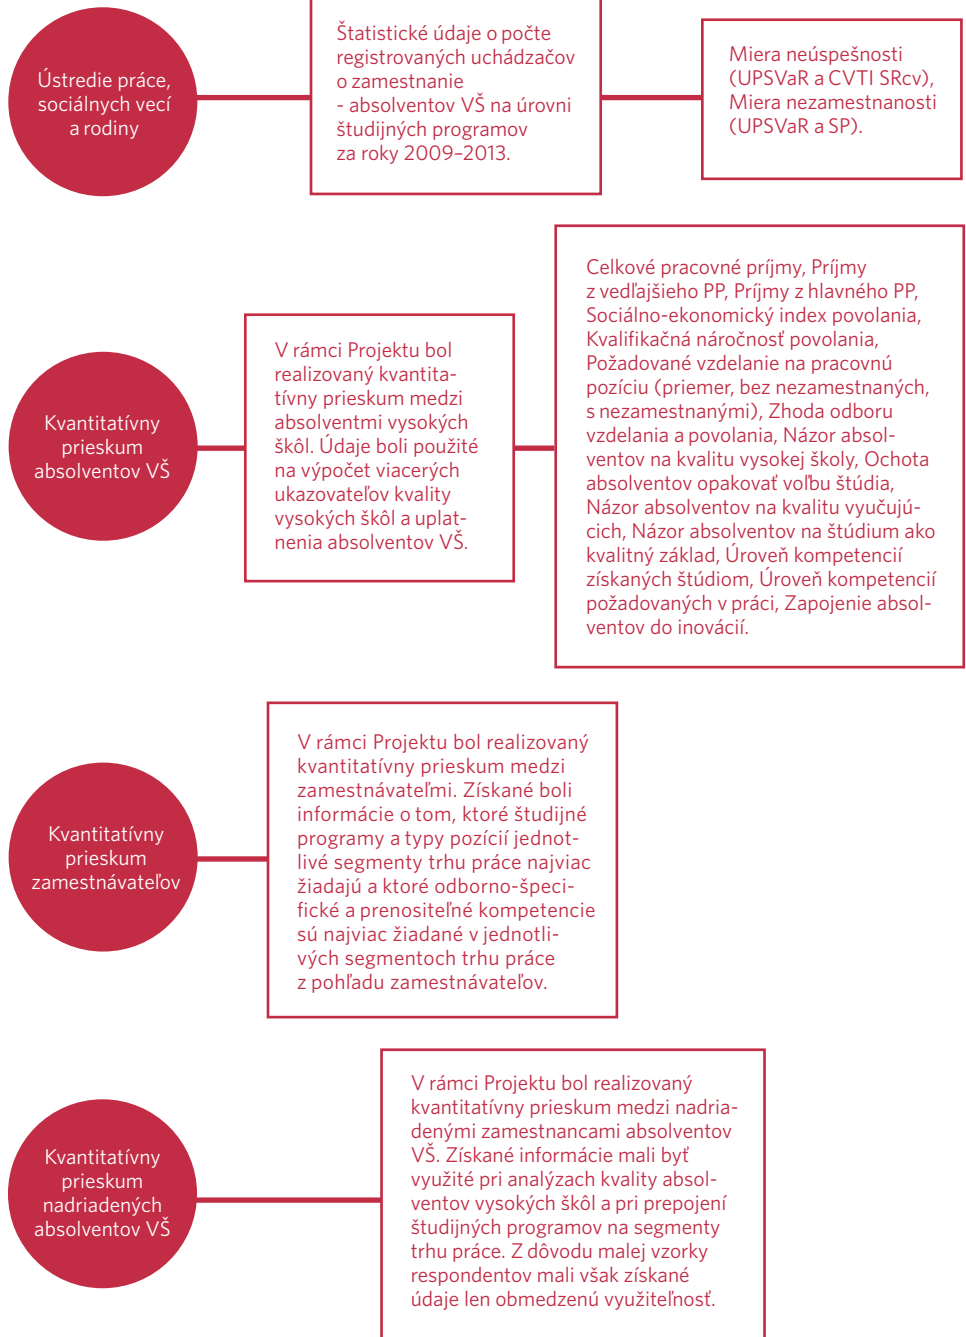 Ústredie práce,
sociálnych vecí
a rodiny
Štatistické údaje o počte
registrovaných uchádzačov
o zamestnanie
- absolventov VŠ na úrovni
študijných programov
za roky 2009–2013.
Miera neúspešnosti
(UPSVaR a CVTI SRcv),
Miera nezamestnanosti
(UPSVaR a SP).
Kvantitatívny
prieskum
absolventov VŠ
V rámci Projektu bol
realizovaný kvantita-
tívny prieskum medzi
absolventmi vysokých
škôl. Údaje boli použité
na výpočet viacerých
ukazovateľov kvality
vysokých škôl a uplat-
nenia absolventov VŠ.
Celkové pracovné príjmy, Príjmy
z vedľajšieho PP, Príjmy z hlavného PP,
Sociálno-ekonomický index povolania,
Kvalifikačná náročnosť povolania,
Požadované vzdelanie na pracovnú
pozíciu (priemer, bez nezamestnaných,
s nezamestnanými), Zhoda odboru
vzdelania a povolania, Názor absol-
ventov na kvalitu vysokej školy, Ochota
absolventov opakovať voľbu štúdia,
Názor absolventov na kvalitu vyučujú-
cich, Názor absolventov na štúdium ako
kvalitný základ, Úroveň kompetencií
získaných štúdiom, Úroveň kompetencií
požadovaných v práci, Zapojenie absol-
ventov do inovácií.
Kvantitatívny
prieskum
zamestnávateľov
V rámci Projektu bol realizovaný
kvantitatívny prieskum medzi
zamestnávateľmi. Získané boli
informácie o tom, ktoré študijné
programy a typy pozícií jednot-
livé segmenty trhu práce najviac
žiadajú a ktoré odborno-špeci-
fické a prenositeľné kompetencie
sú najviac žiadané v jednotli-
vých segmentoch trhu práce
z pohľadu zamestnávateľov.
Kvantitatívny
prieskum
nadriadených
absolventov VŠ
V rámci Projektu bol realizovaný
kvantitatívny prieskum medzi nadria-
denými zamestnancami absolventov
VŠ. Získané informácie mali byť
využité pri analýzach kvality absol-
ventov vysokých škôl a pri prepojení
študijných programov na segmenty
trhu práce. Z dôvodu malej vzorky
respondentov mali však získané
údaje len obmedzenú využiteľnosť.